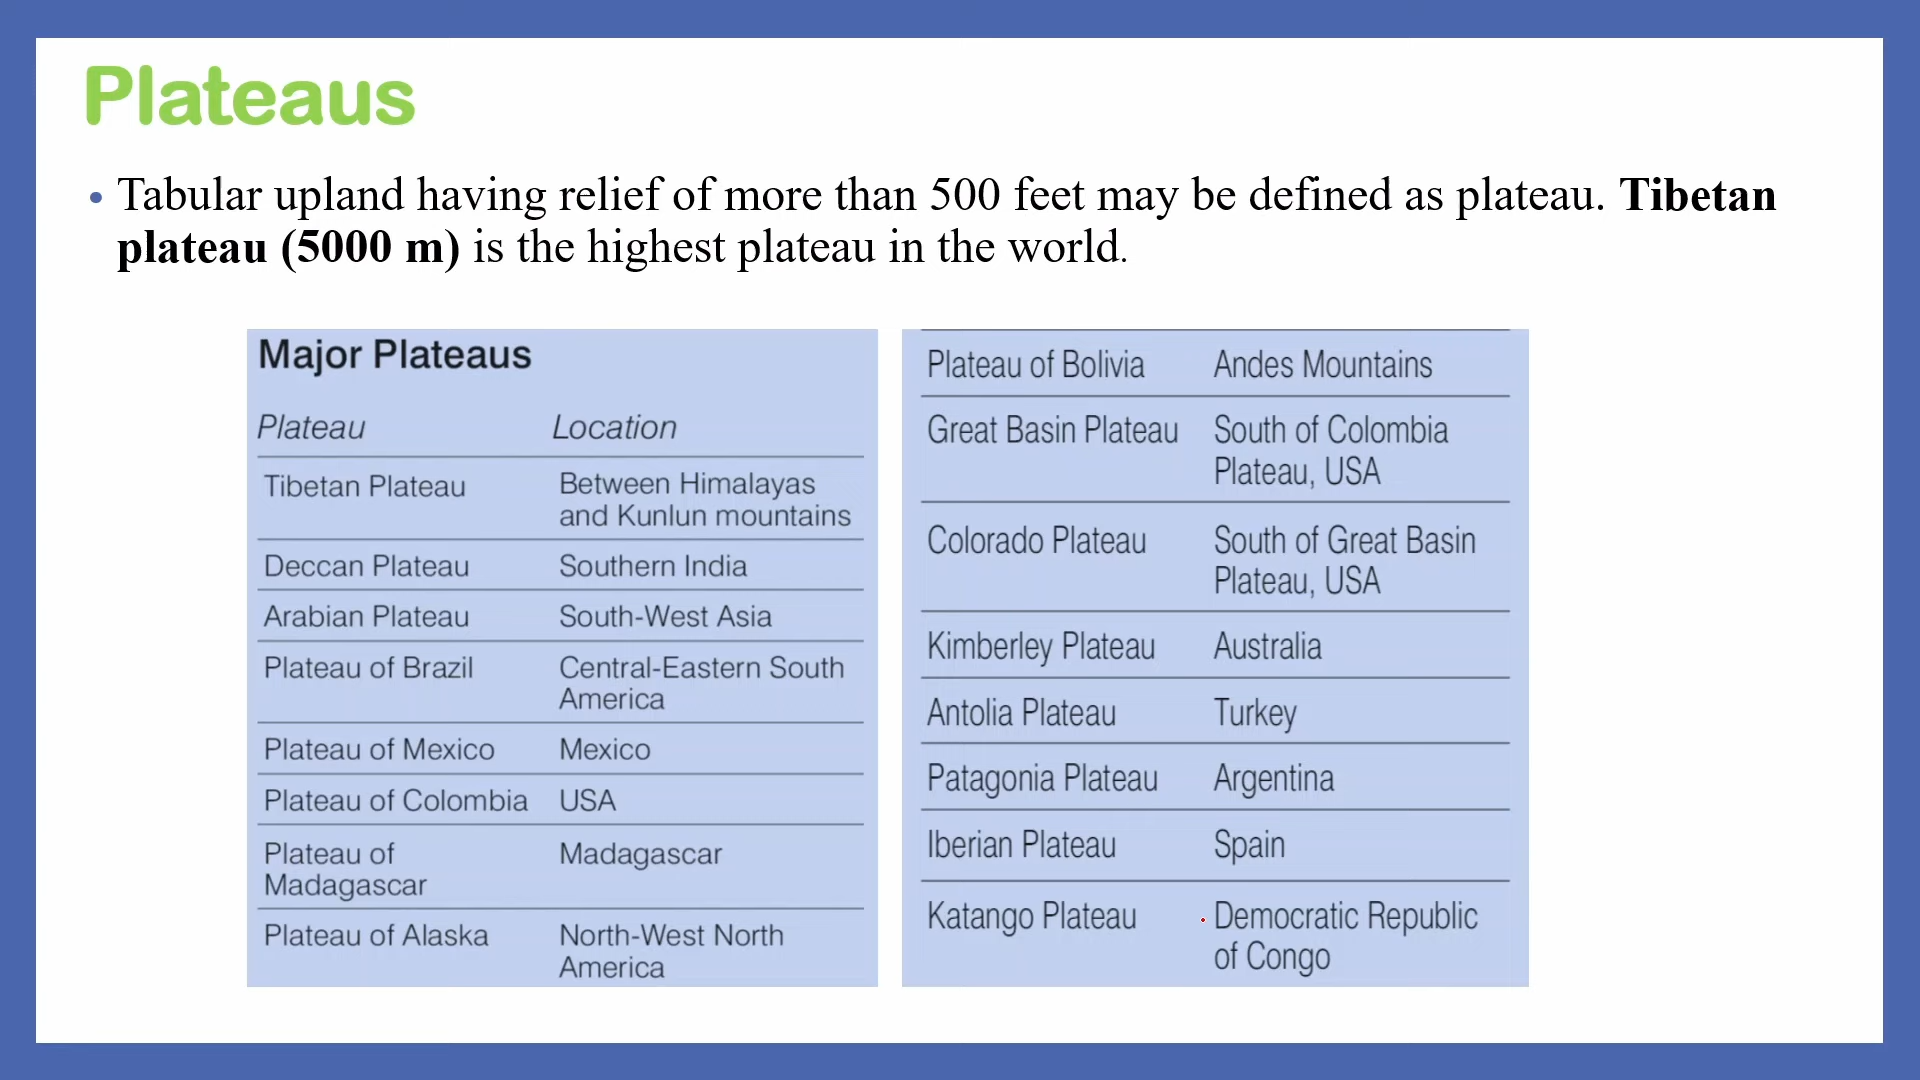 Plateaus
• Tabular upland having relief of more than 500 feet may be defined as plateau. Tibetan
plateau (5000 m) is the highest plateau in the world.
Major Plateaus
Plateau Location
Tibetan Plateau Between Himalayas
and Kunlun mountains
Deccan Plateau Southern India
Arabian Plateau South-West Asia
Plateau of Brazil Central-Eastern South
America
Plateau of Mexico Mexico
Plateau of Colombia USA
Plateau of Madagascar
Madagascar
Plateau of Alaska North-West North
America
Plateau of Bolivia Andes Mountains
Great Basin Plateau South of Colombia
Plateau, USA
Colorado Plateau South of Great Basin
Plateau, USA
Kimberley Plateau Australia
Antolia Plateau Turkey
Patagonia Plateau Argentina
Iberian Plateau Spain
Katango Plateau Democratic Republic
of Congo